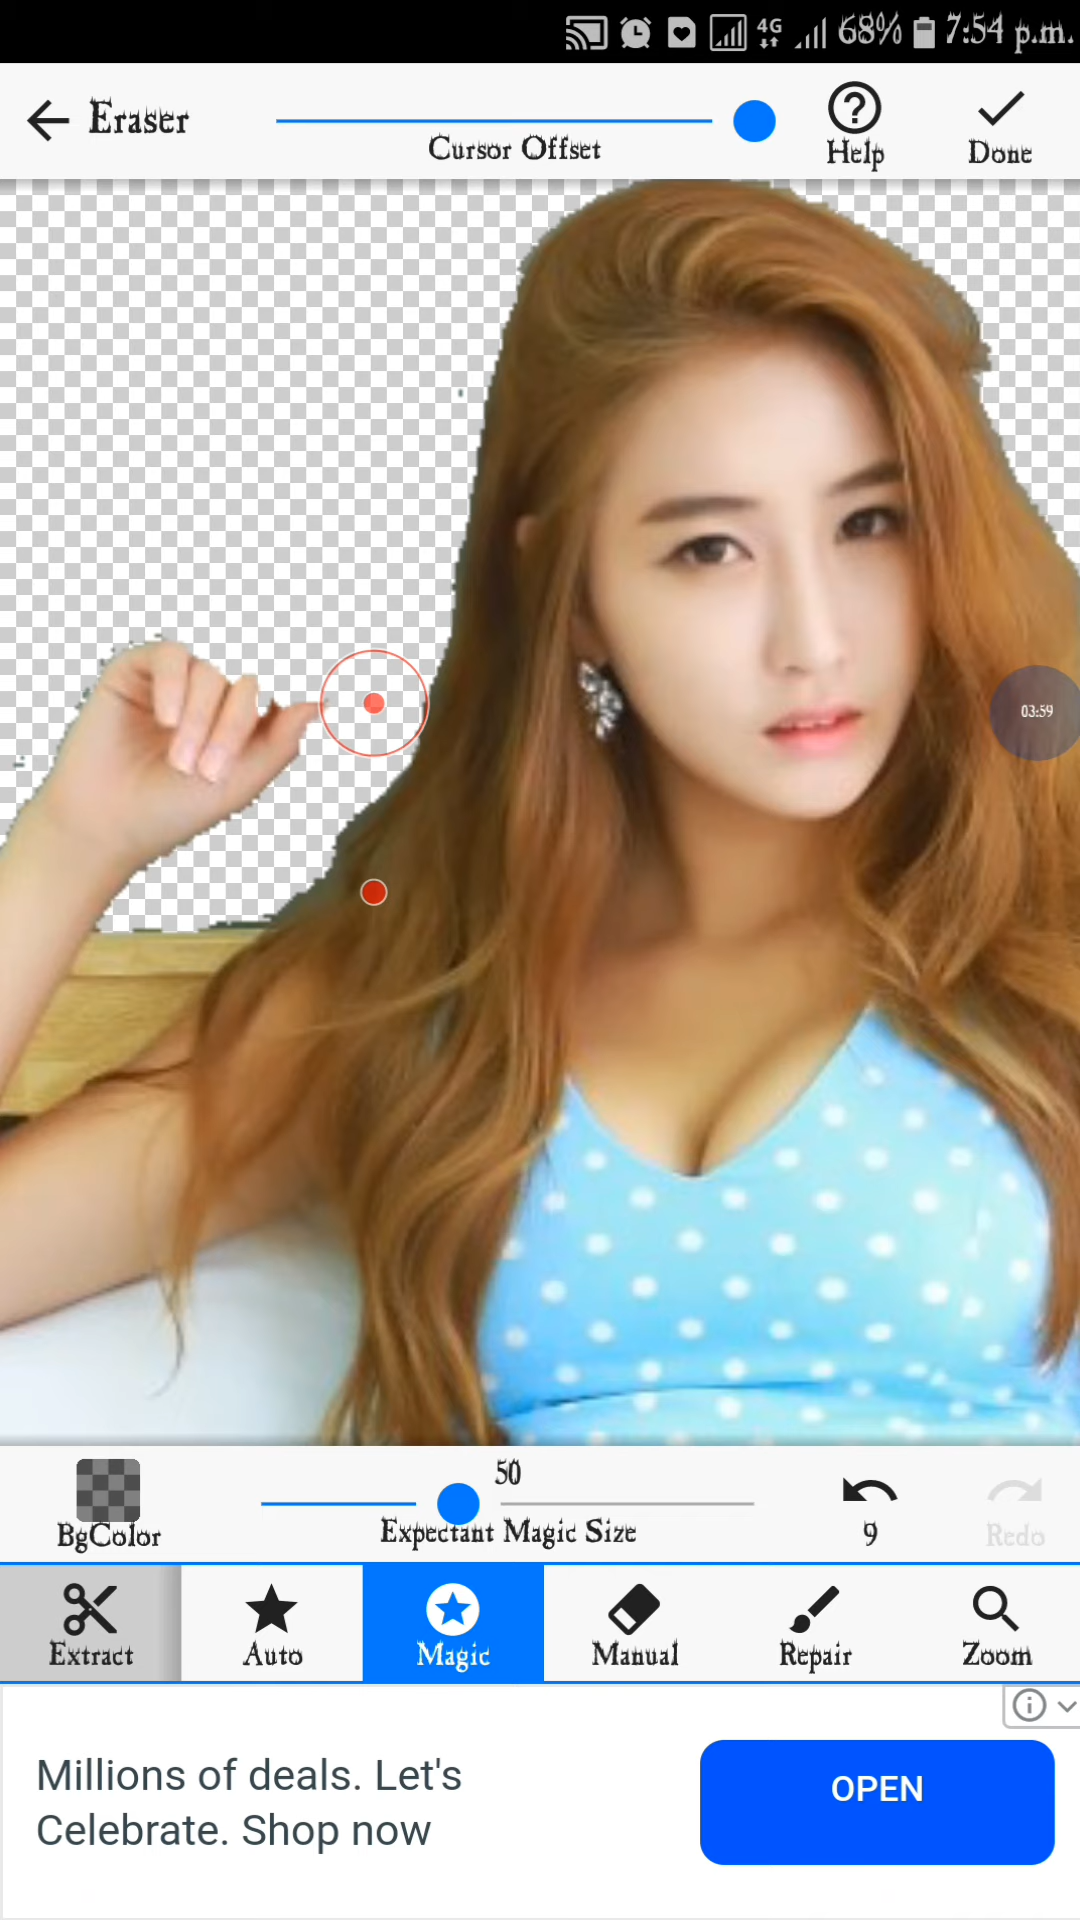 4G 68% 7:54 p.m.
Eraser
Cursor Offset
Help
Done
03:59
50
BgColor
Expectant Magic Size
9
Redo
Extract
Auto
Magic
Manual
Repair
Zoom
Millions of deals. Let's
Celebrate. Shop now
OPEN